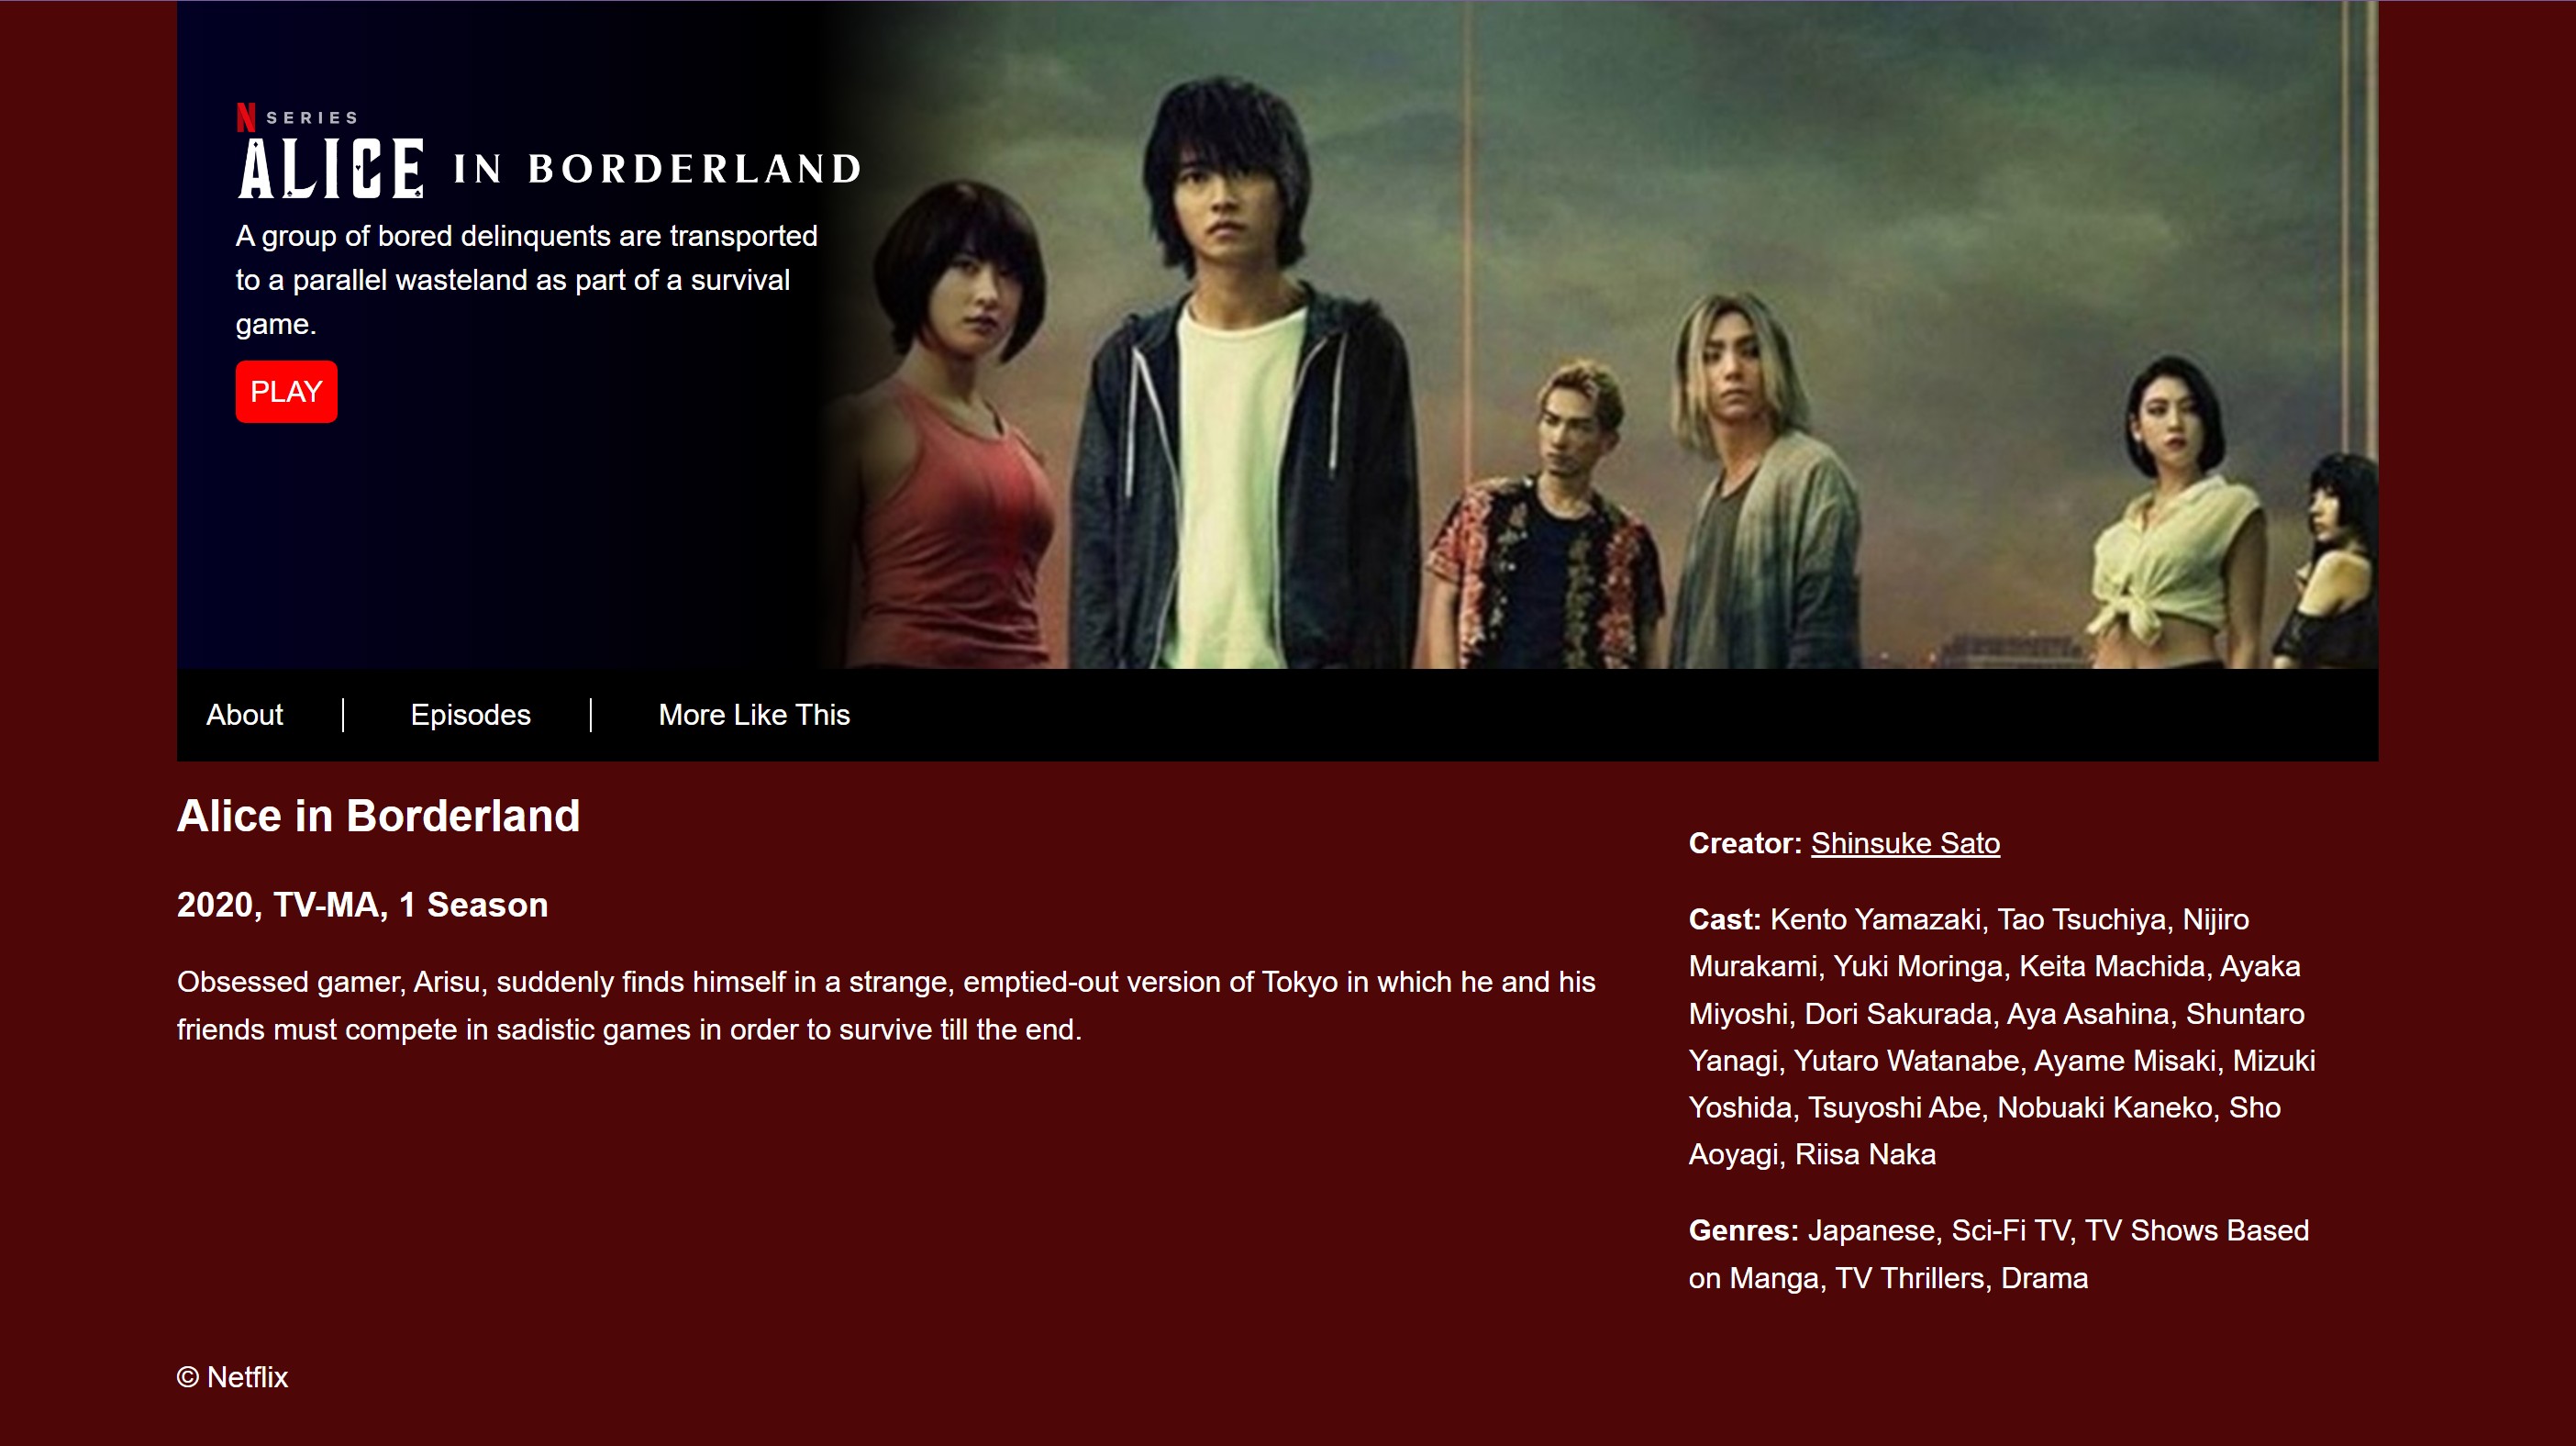 N SERIES
ALICE IN BORDERLAND
A group of bored delinquents are transported
to a parallel wasteland as part of a survival
game.
PLAY
About
Episodes
More Like This
Alice in Borderland
2020, TV-MA, 1 Season
Obsessed gamer, Arisu, suddenly finds himself in a strange, emptied-out version of Tokyo in which he and his
friends must compete in sadistic games in order to survive till the end.
Creator: Shinsuke Sato
Cast: Kento Yamazaki, Tao Tsuchiya, Nijiro
Murakami, Yuki Moringa, Keita Machida, Ayaka
Miyoshi, Dori Sakurada, Aya Asahina, Shuntaro
Yanagi, Yutaro Watanabe, Ayame Misaki, Mizuki
Yoshida, Tsuyoshi Abe, Nobuaki Kaneko, Sho
Aoyagi, Riisa Naka
Genres: Japanese, Sci-Fi TV, TV Shows Based
on Manga, TV Thrillers, Drama
© Netflix